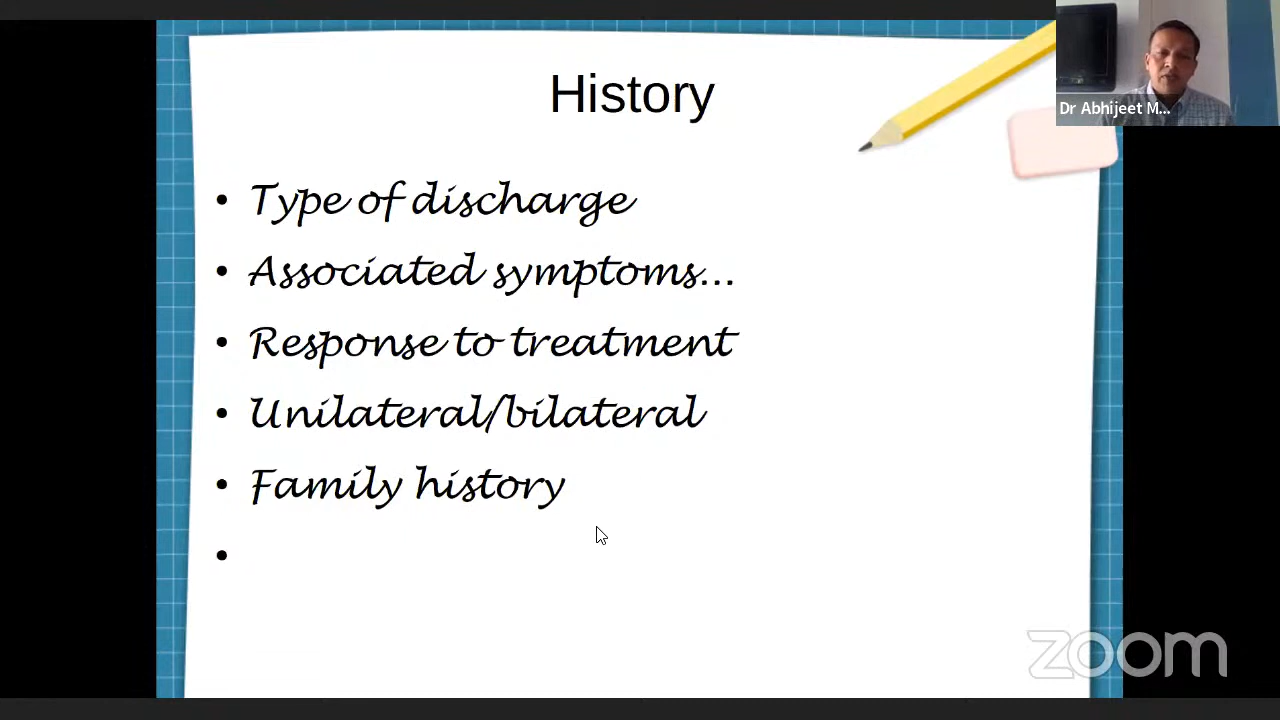 History
Dr Abhijeet M...
• Type of discharge
• Associated symptoms...
• Response to treatment
• Unilateral/bilateral
• Family history
•
zoom